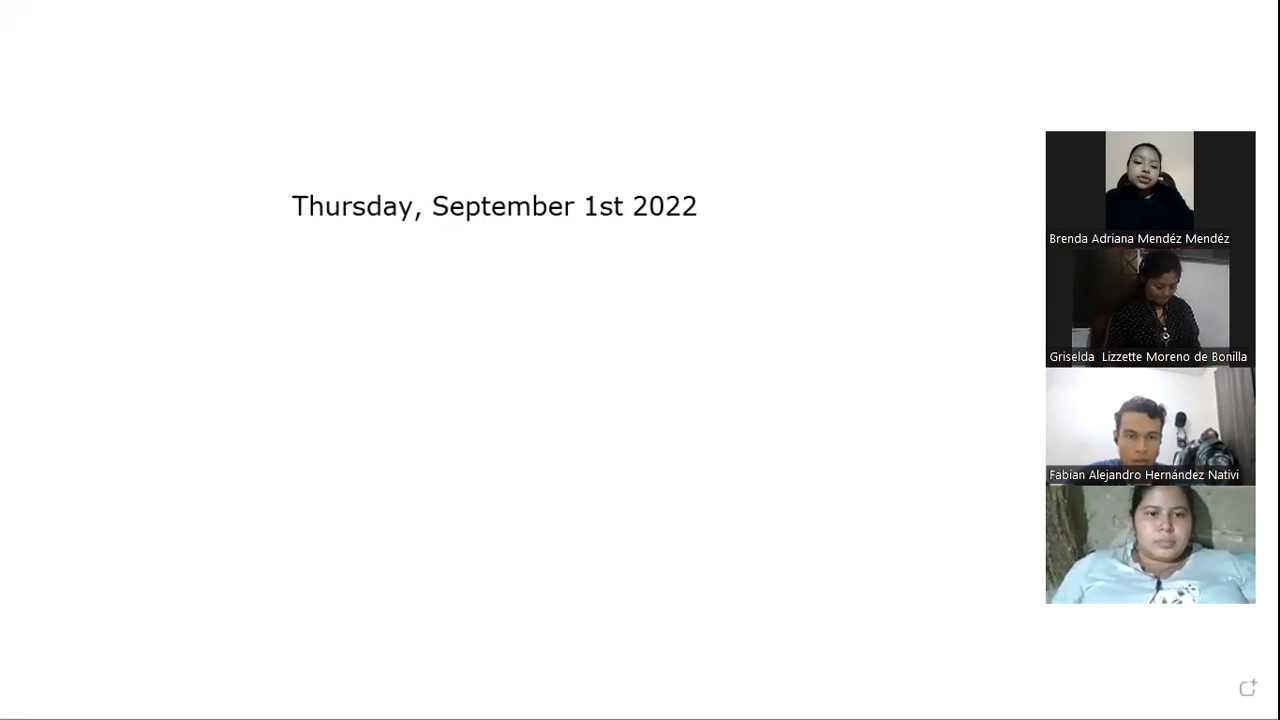 Thursday, September 1st 2022
Brenda Adriana Mendéz Mendéz
Griselda Lizzette Moreno de Bonilla
Fabian Alejandro Hernández Nativi